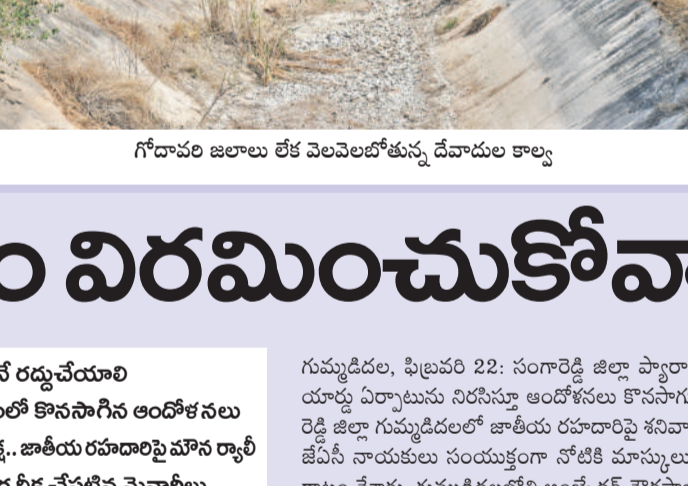 గోదావరి జలాలు లేక వెలవెలబోతున్న దేవాదుల కాల్వ
విరమించుకోవా
రద్దుచేయాలి
కొనసాగిన ఆందోళనలు
జాతీయ రహదారిపై మౌన ర్యాలీ
గుమ్మడిదల, ఫిబ్రవరి 22: సంగారెడ్డి జిల్లా ప్యారా
యార్డు ఏర్పాటును నిరసిస్తూ ఆందోళనలు కొనసాగు
రెడ్డి జిల్లా గుమ్మడిదలలో జాతీయ రహదారిపై శనివా
జేఏసీ నాయకులు సంయుక్తంగా నోటికి మాస్కులు